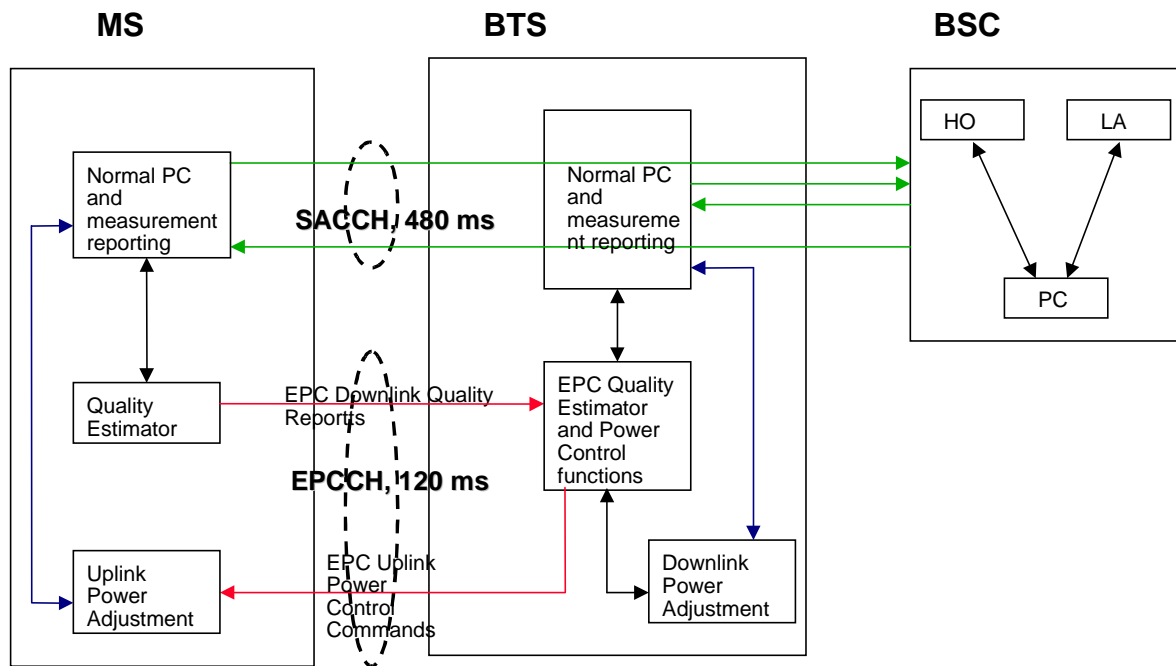 MS
BTS
BSC
HO
LA
PC
Normal PC
and
measurement
reporting
SACCH, 480 ms
Normal PC
and
measureme
nt reporting
Quality
Estimator
EPC Downlink Quality
Reportts
EPC Quality
Estimator
and Power
Control
functions
EPCCH, 120 ms
Uplink
Power
Adjustment
EPC Uplink
Power
Control
Commands
Downlink
Power
Adjustment